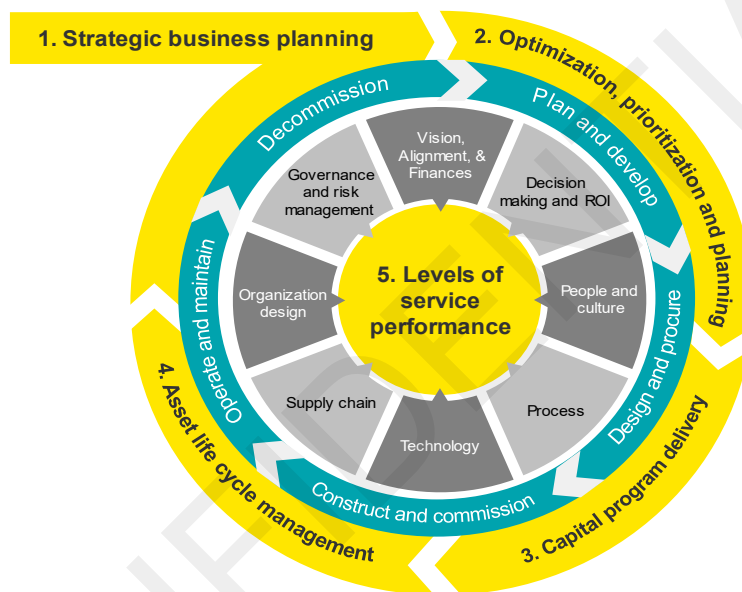 1. Strategic business planning
2. Optimization, prioritization and planning
3. Capital program delivery
4. Asset life cycle management
Decommission
Plan and develop
Design and procure
Construct and commission
Operate and maintain
Vision,
Alignment, &
Finances
Decision
making and ROI
People and
culture
Process
Technology
Supply chain
Organization
design
Governance
and risk
management
5. Levels of
service
performance